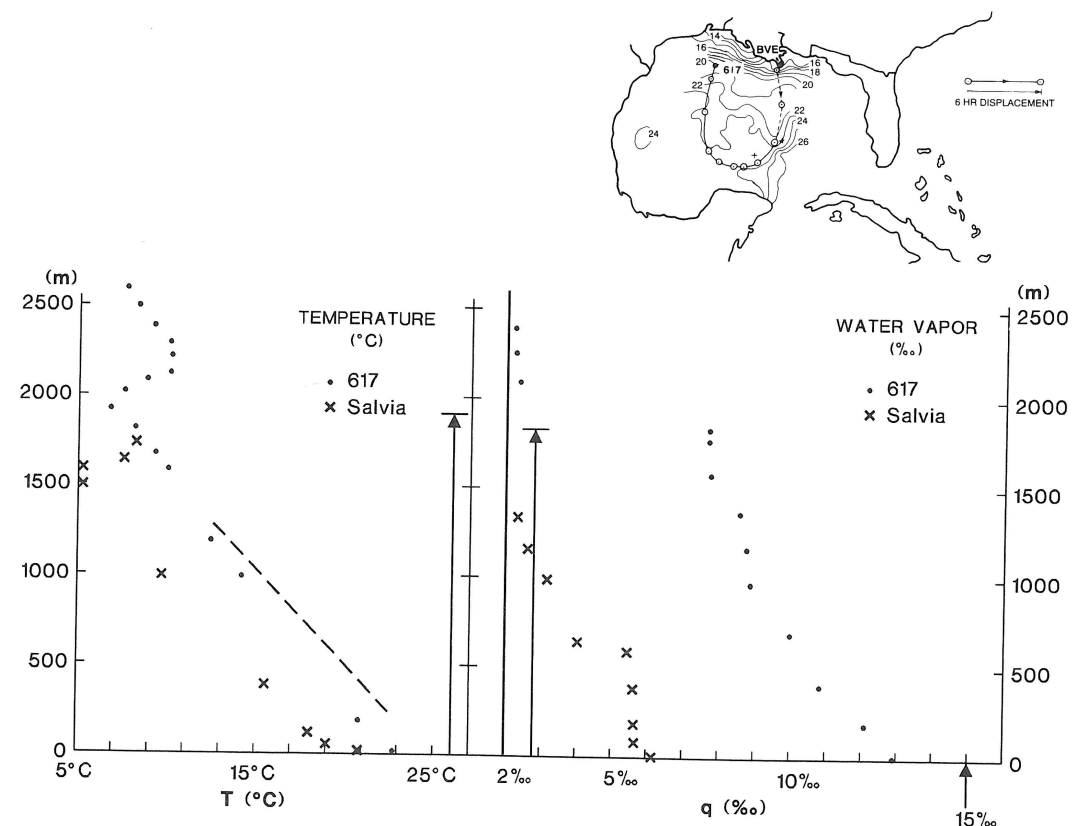 14
16
BVE
20
617
16
18
20
22
22
24
26
24
6 HR DISPLACEMENT
(m)
2500
2000
1500
1000
500
0
TEMPERATURE
(°C)
617
Salvia
5°C
15°C
25°C
T (°C)
WATER VAPOR
(‰)
617
Salvia
(m)
2500
2000
1500
1000
500
0
2‰
5‰
10‰
15‰
q (‰)